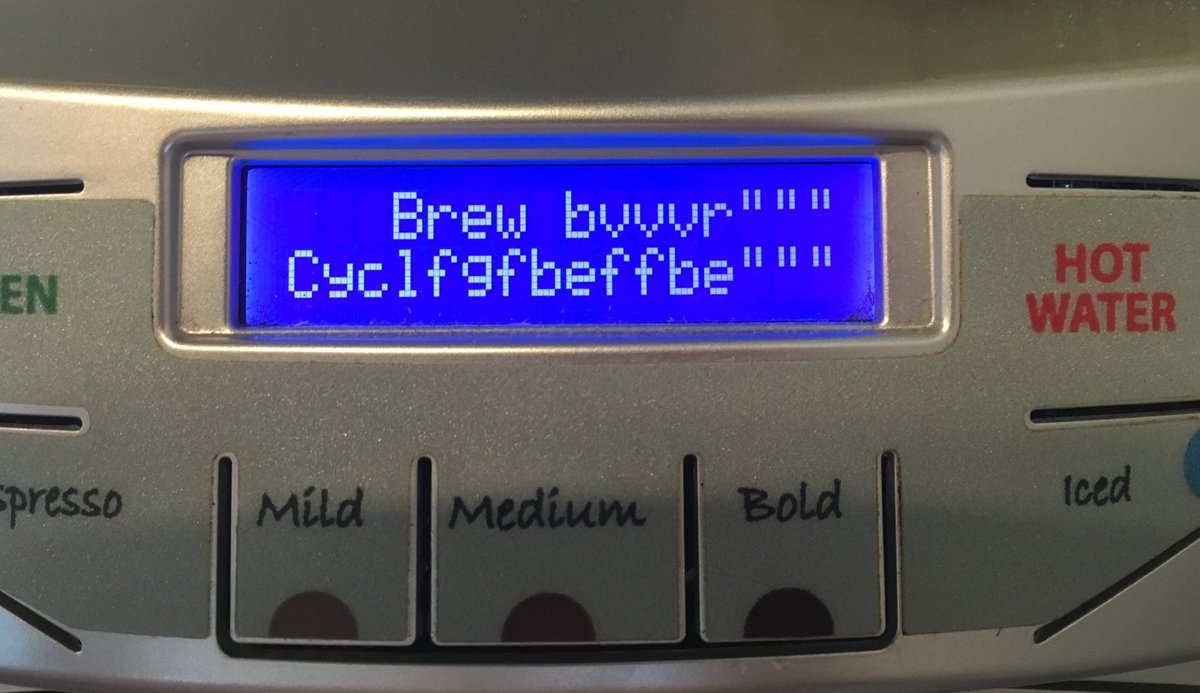 Brew bvvvr"""
Cyclfgfbeffbe"""
EN
HOT
WATER
spresso
Mild
Medium
Bold
Iced